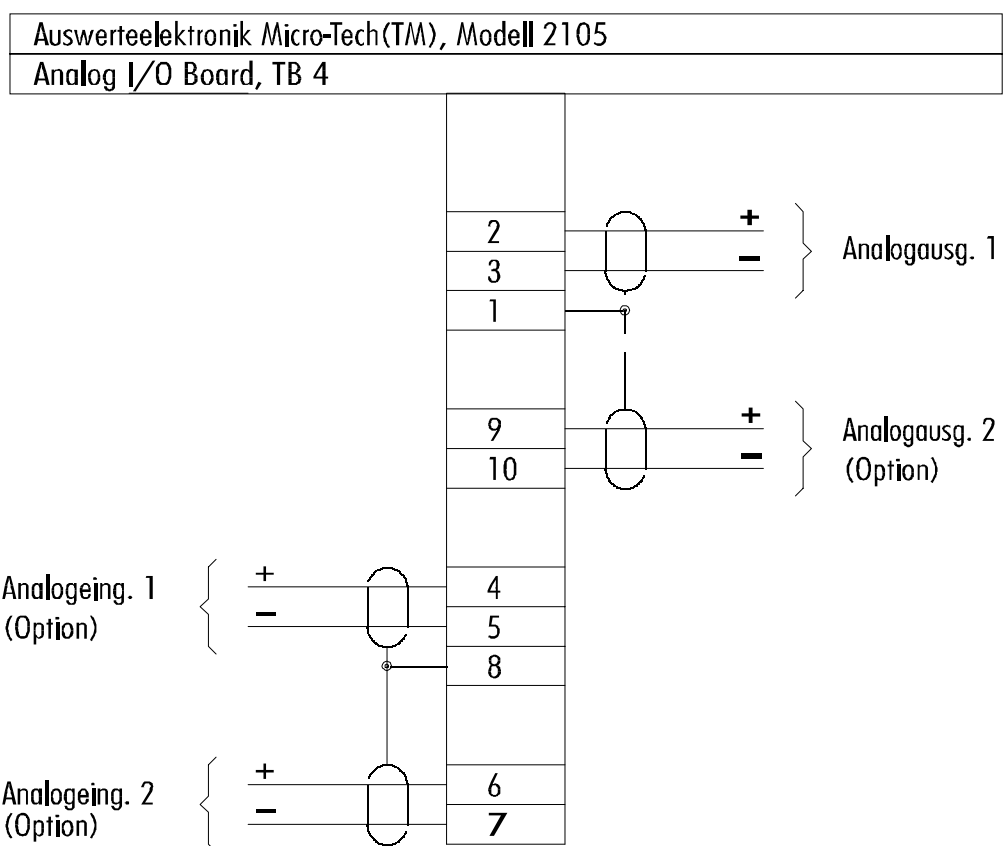 Auswerteelektronik Micro-Tech(TM), Modell 2105
Analog I/O Board, TB 4
2
3
1
9
10
4
5
8
6
7
+
−
Analogausg. 1
+
−
Analogausg. 2
(Option)
Analogeing. 1
(Option)
+
−
Analogeing. 2
(Option)
+
−